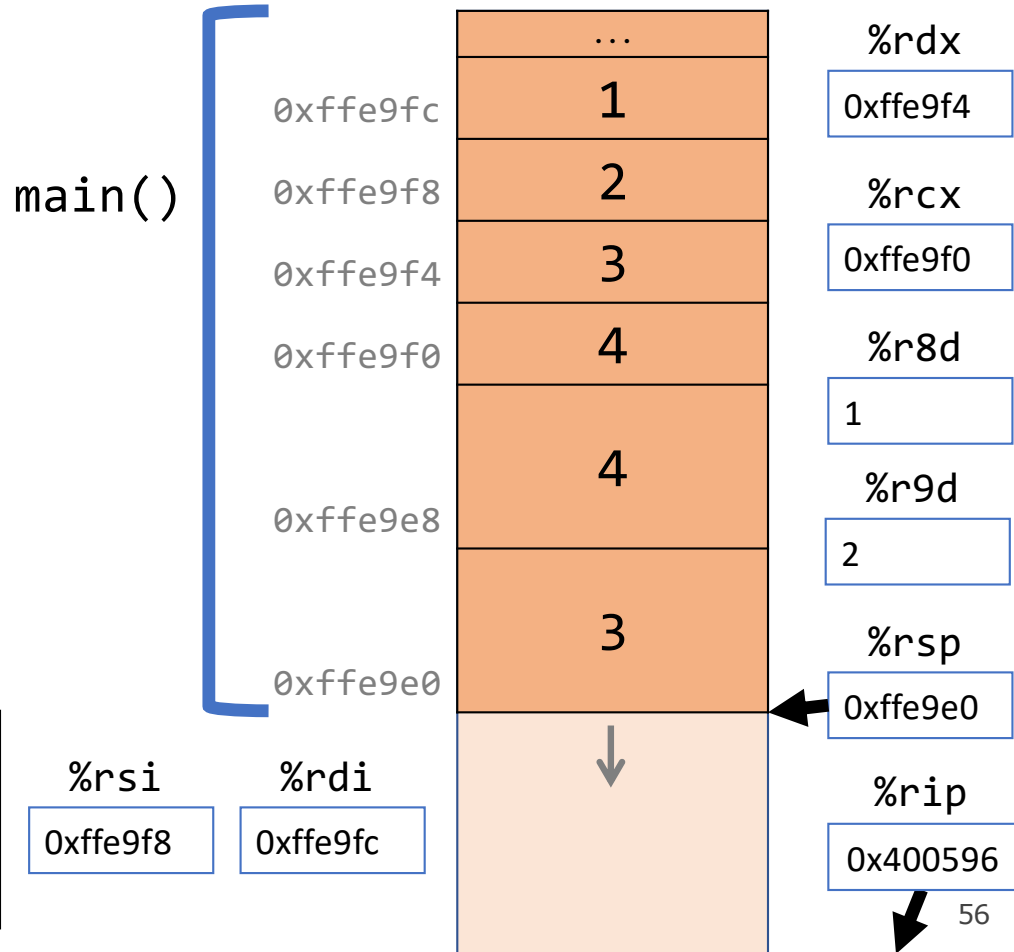 ...
%rdx
0xffe9fc
1
0xffe9f4
main()
0xffe9f8
2
%rcx
0xffe9f4
3
0xffe9f0
0xffe9f0
4
%r8d
1
4
%r9d
0xffe9e8
2
3
%rsp
0xffe9e0
0xffe9e0
%rsi
%rdi
%rip
0xffe9f8
0xffe9fc
0x400596
56